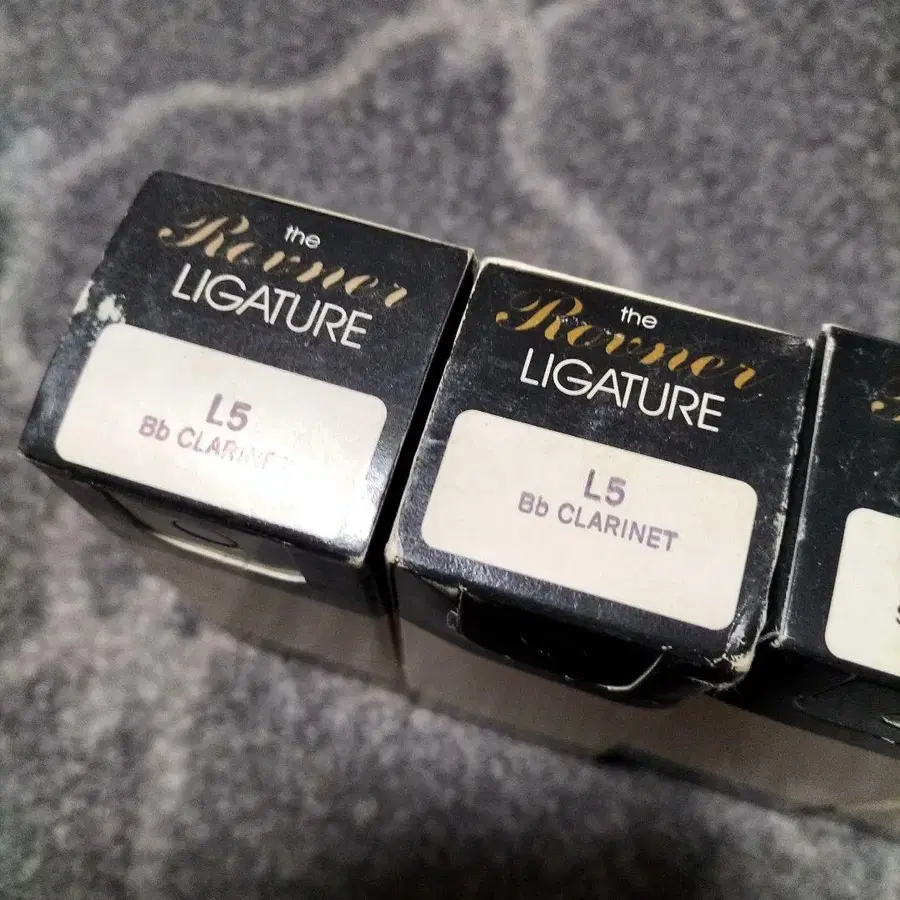 the
Rovner
LIGATURE
L5
Bb CLARINET
the
Rovner
LIGATURE
L5
Bb CLARINET